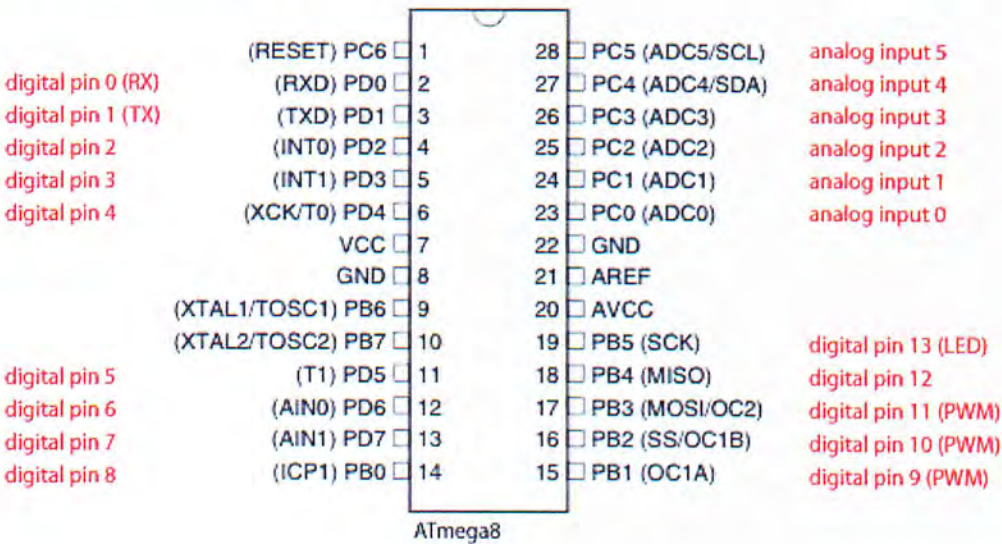 (RESET) PC6 1 28 PC5 (ADC5/SCL) analog input 5
digital pin 0 (RX) (RXD) PD0 2 27 PC4 (ADC4/SDA) analog input 4
digital pin 1 (TX) (TXD) PD1 3 26 PC3 (ADC3) analog input 3
digital pin 2 (INT0) PD2 4 25 PC2 (ADC2) analog input 2
digital pin 3 (INT1) PD3 5 24 PC1 (ADC1) analog input 1
digital pin 4 (XCK/T0) PD4 6 23 PC0 (ADC0) analog input 0
VCC 7 22 GND
GND 8 21 AREF
(XTAL1/TOSC1) PB6 9 20 AVCC
(XTAL2/TOSC2) PB7 10 19 PB5 (SCK) digital pin 13 (LED)
digital pin 5 (T1) PD5 11 18 PB4 (MISO) digital pin 12
digital pin 6 (AIN0) PD6 12 17 PB3 (MOSI/OC2) digital pin 11 (PWM)
digital pin 7 (AIN1) PD7 13 16 PB2 (SS/OC1B) digital pin 10 (PWM)
digital pin 8 (ICP1) PB0 14 15 PB1 (OC1A) digital pin 9 (PWM)
ATmega8